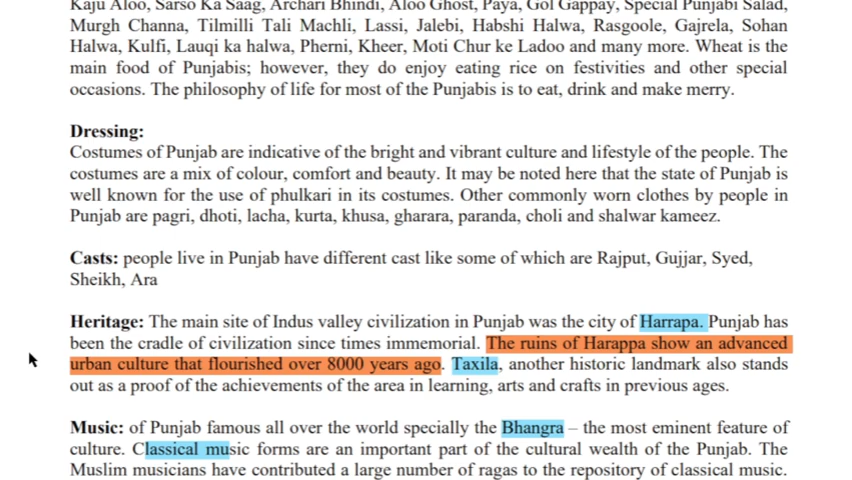 Kaju Aloo, Sarso Ka Saag, Archari Bhindi, Aloo Ghost, Paya, Gol Gappay, Special Punjabi Salad,
Murgh Channa, Tilmilli Tali Machli, Lassi, Jalebi, Habshi Halwa, Rasgoole, Gajrela, Sohan
Halwa, Kulfi, Lauqi ka halwa, Pherni, Kheer, Moti Chur ke Ladoo and many more. Wheat is the
main food of Punjabis; however, they do enjoy eating rice on festivities and other special
occasions. The philosophy of life for most of the Punjabis is to eat, drink and make merry.
Dressing:
Costumes of Punjab are indicative of the bright and vibrant culture and lifestyle of the people. The
costumes are a mix of colour, comfort and beauty. It may be noted here that the state of Punjab is
well known for the use of phulkari in its costumes. Other commonly worn clothes by people in
Punjab are pagri, dhoti, lacha, kurta, khusa, gharara, paranda, choli and shalwar kameez.
Casts: people live in Punjab have different cast like some of which are Rajput, Gujjar, Syed,
Sheikh, Ara
Heritage: The main site of Indus valley civilization in Punjab was the city of Harrapa. Punjab has
been the cradle of civilization since times immemorial. The ruins of Harappa show an advanced
urban culture that flourished over 8000 years ago. Taxila, another historic landmark also stands
out as a proof of the achievements of the area in learning, arts and crafts in previous ages.
Music: of Punjab famous all over the world specially the Bhangra – the most eminent feature of
culture. Classical music forms are an important part of the cultural wealth of the Punjab. The
Muslim musicians have contributed a large number of ragas to the repository of classical music.